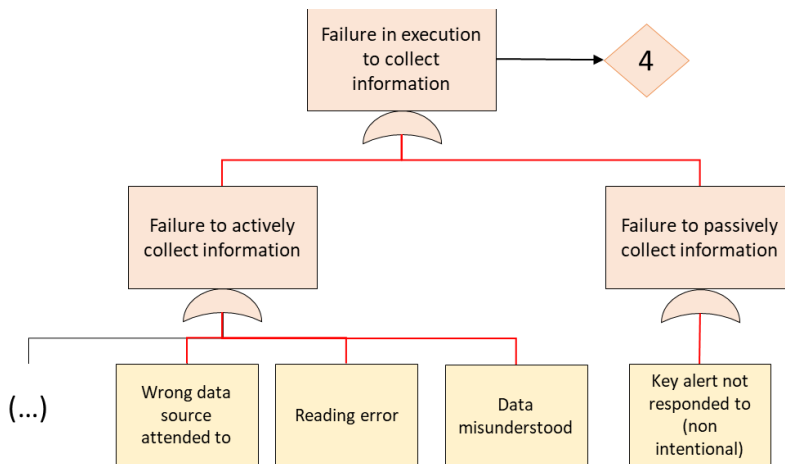 Failure in execution
to collect
information
4
Failure to actively
collect information
Failure to passively
collect information
(...)
Wrong data
source
attended to
Reading error
Data
misunderstood
Key alert not
responded to
(non
intentional)